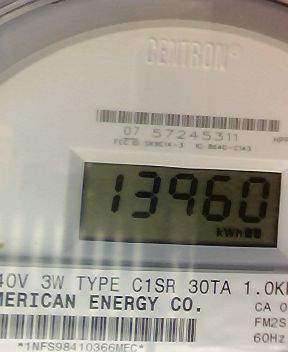 CENTRON®
07 57245311
13960
kWh
40V 3W TYPE C1SR 30TA 1.0K
MERICAN ENERGY CO.
CA 0
FM2S
60Hz
*1NFS98410366MEC*